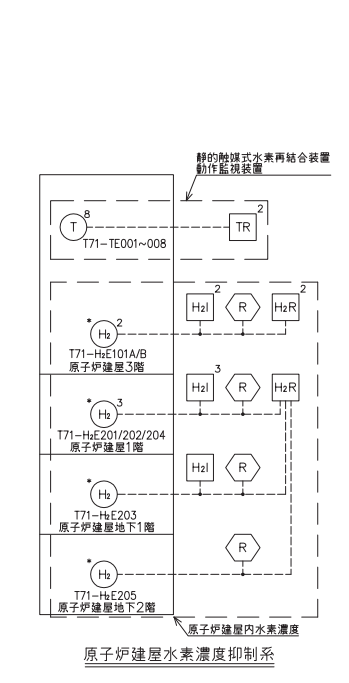 静的触媒式水素再結合装置
動作監視装置
8
T
2
TR
T71-TE001~008
2
H₂I
R
2
H₂R
*
2
H₂
T71-H₂E101A/B
原子炉建屋3階
3
H₂I
R
H₂R
*
3
H₂
T71-H₂E201/202/204
原子炉建屋1階
H₂I
R
*
H₂
T71-H₂E203
原子炉建屋地下1階
R
*
H₂
T71-H₂E205
原子炉建屋地下2階
原子炉建屋内水素濃度
原子炉建屋水素濃度抑制系